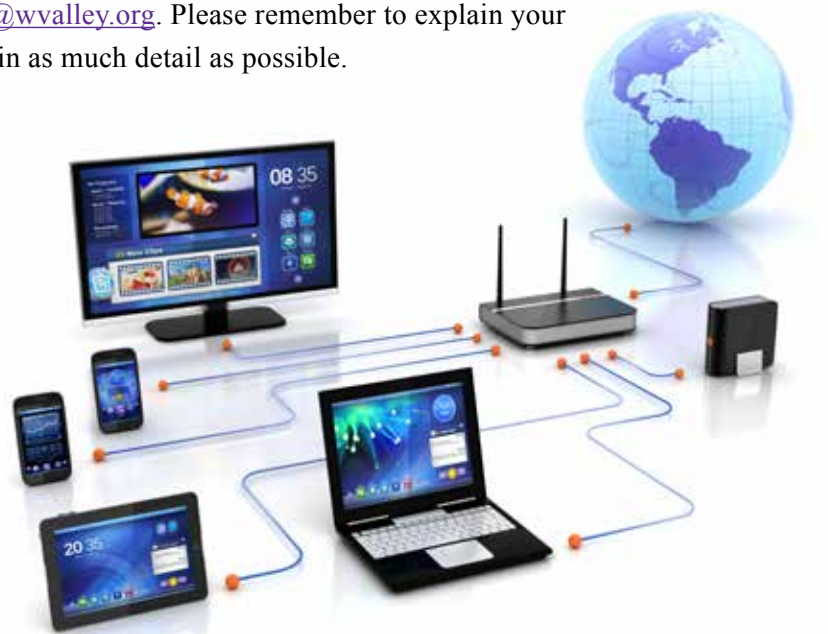 @wvalley.org. Please remember to explain your
in as much detail as possible.
08 35
20 35